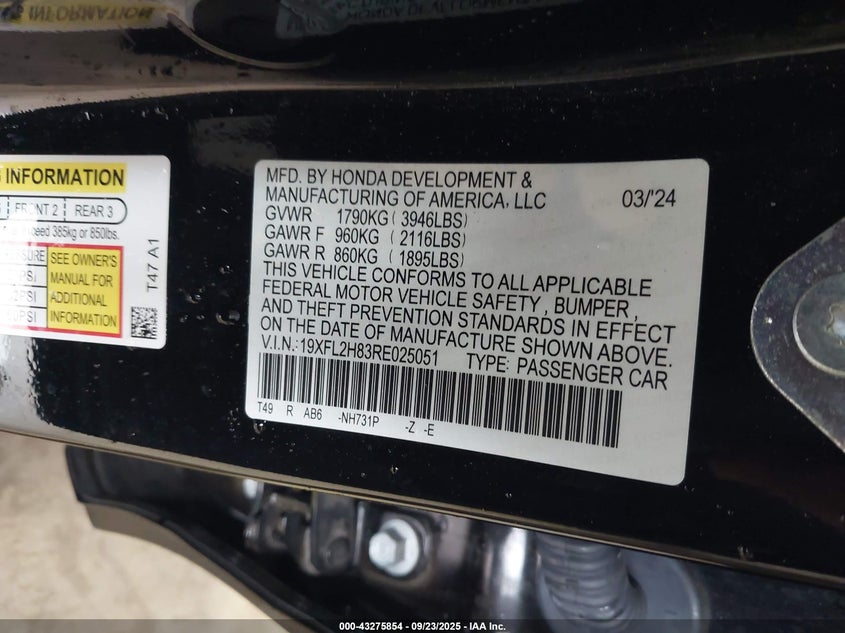 INFORMATION
FRONT 2 | REAR 3
exceed 385kg or 850lbs.
SEE OWNER'S
MANUAL FOR
ADDITIONAL
INFORMATION
PSI
T47 A1
MFD. BY HONDA DEVELOPMENT &
MANUFACTURING OF AMERICA, LLC 03/'24
GVWR 1790KG ( 3946LBS)
GAWR F 960KG ( 2116LBS)
GAWR R 860KG ( 1895LBS)
THIS VEHICLE CONFORMS TO ALL APPLICABLE
FEDERAL MOTOR VEHICLE SAFETY , BUMPER ,
AND THEFT PREVENTION STANDARDS IN EFFECT
ON THE DATE OF MANUFACTURE SHOWN ABOVE.
V.I.N.:19XFL2H83RE025051 TYPE: PASSENGER CAR
T49 R AB6 -NH731P -Z -E
000-43275854 - 09/23/2025 - IAA Inc.